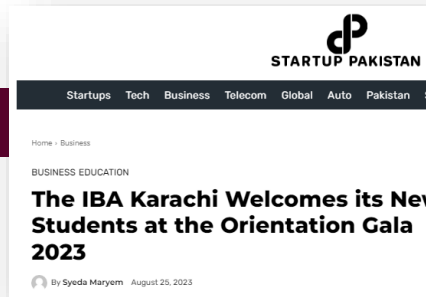 STARTUP PAKISTAN
Startups Tech Business Telecom Global Auto Pakistan
Home › Business
BUSINESS EDUCATION
The IBA Karachi Welcomes its
Students at the Orientation Gala
2023
By Syeda Maryem August 25, 2023